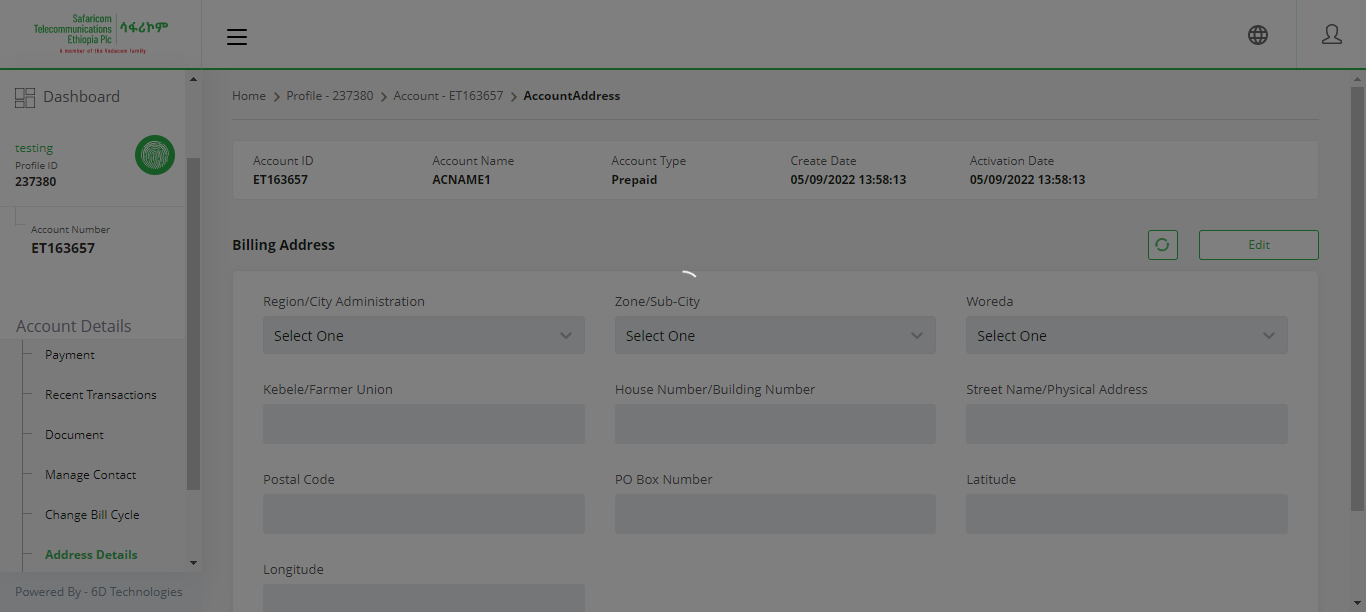 Safaricom
Telecommunications
Ethiopia Plc
ሳፋሪኮም
A member of the Vodacom family
Dashboard
testing
Profile ID
237380
Account Number
ET163657
Account Details
Payment
Recent Transactions
Document
Manage Contact
Change Bill Cycle
Address Details
Powered By - 6D Technologies
Home > Profile - 237380 > Account - ET163657 > AccountAddress
Account ID Account Name Account Type Create Date Activation Date
ET163657 ACNAME1 Prepaid 05/09/2022 13:58:13 05/09/2022 13:58:13
Billing Address
Edit
Region/City Administration Zone/Sub-City Woreda
Select One Select One Select One
Kebele/Farmer Union House Number/Building Number Street Name/Physical Address
Postal Code PO Box Number Latitude
Longitude